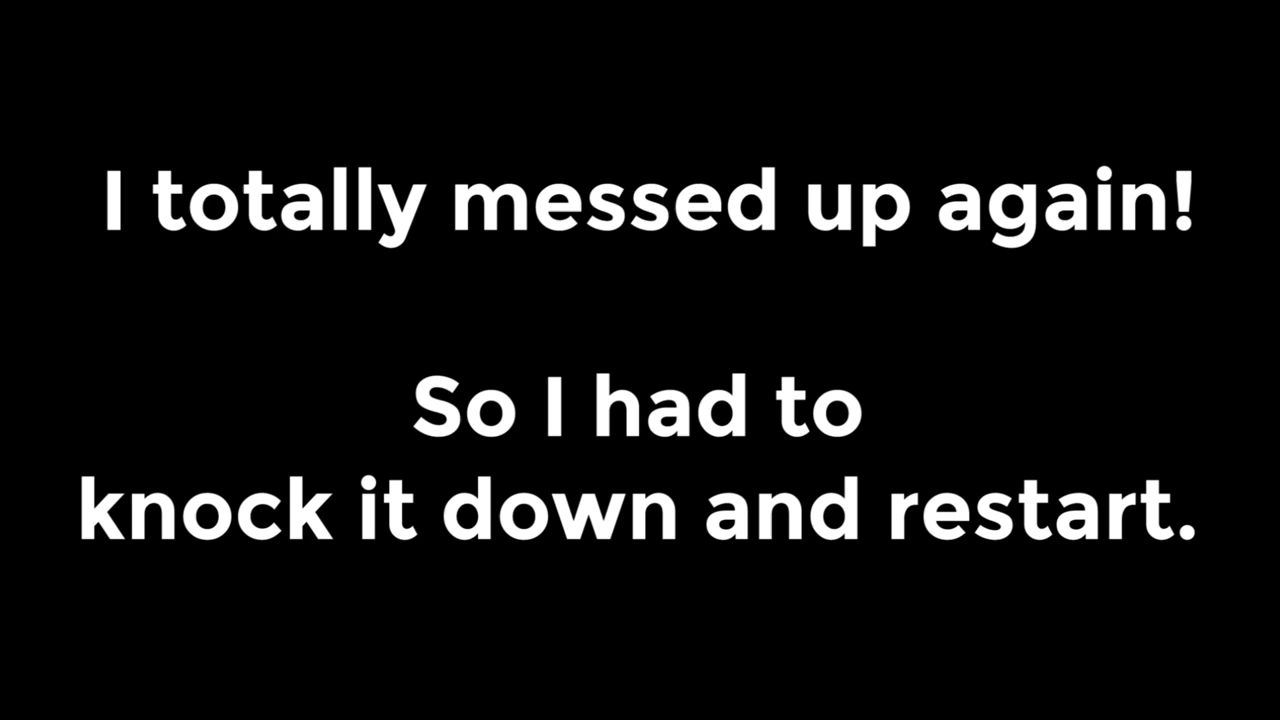 I totally messed up again!
So I had to
knock it down and restart.